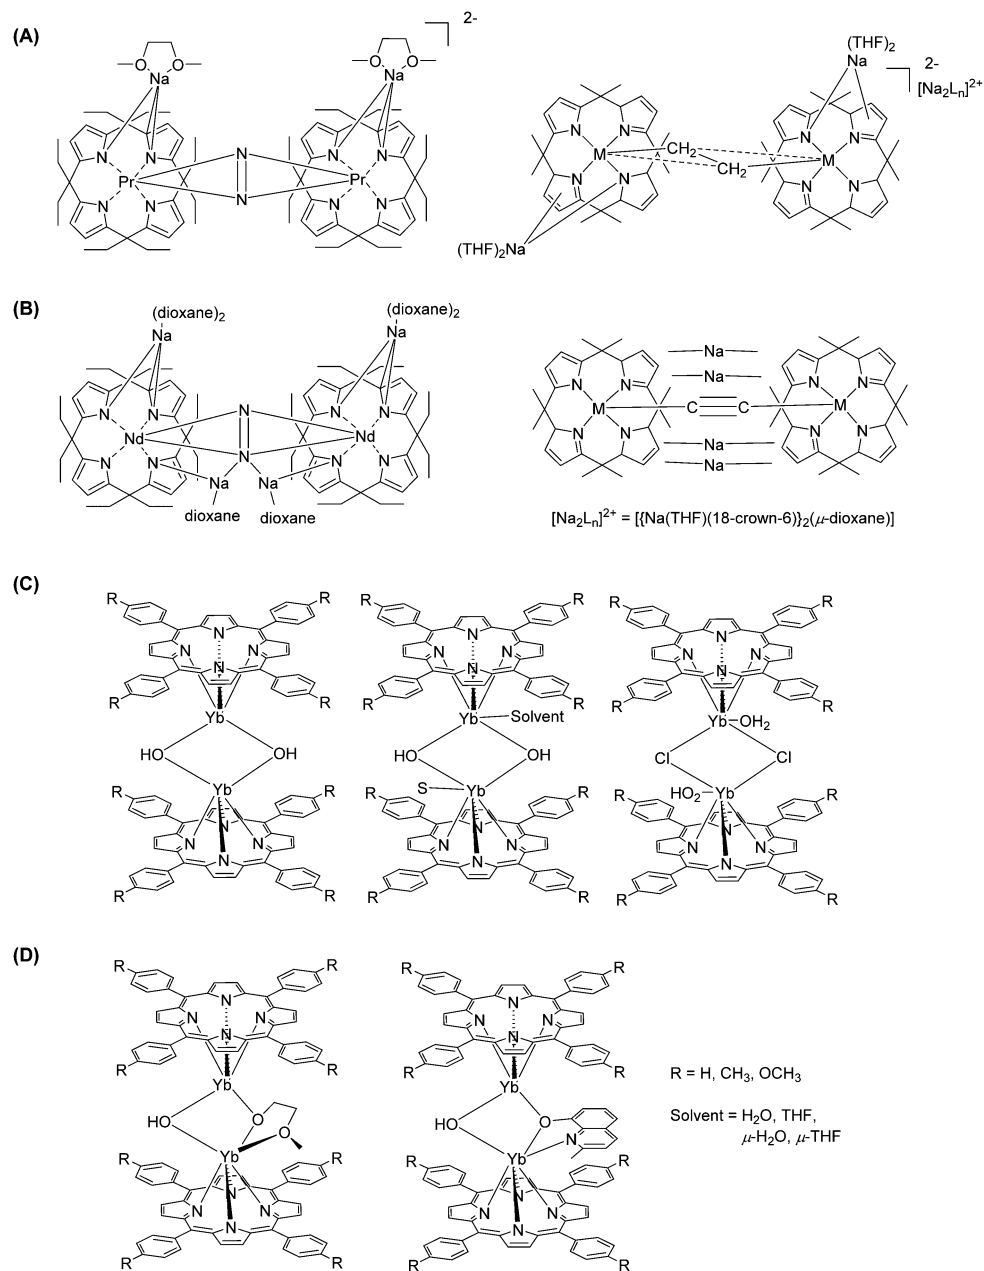 (A)
2-
2-
O
O
Na
O
O
Na
N
N
N
N
N
N
N
N
N
N
Pr
Pr
(THF)2
Na
2-
[Na2Ln]2+
N
N
N
N
M
CH2
CH2
N
N
N
N
M
(THF)2Na
(B)
(dioxane)2
Na
(dioxane)2
Na
N
N
N
N
N
N
N
N
N
N
Nd
Nd
Na
Na
dioxane
dioxane
Na
Na
N
N
N
N
M
C
C
N
N
N
N
M
Na
Na
[Na2Ln]2+ = [{Na(THF)(18-crown-6)}2(μ-dioxane)]
(C)
R
R
R
R
R
R
N
N
N
N
N
N
N
N
N
N
N
N
R
R
R
R
R
R
Yb
Yb
Solvent
Yb
OH2
HO
OH
HO
OH
Cl
Cl
Yb
S
Yb
HO2
Yb
R
R
R
R
R
R
N
N
N
N
N
N
N
N
N
N
N
N
R
R
R
R
R
R
(D)
R
R
R
R
N
N
N
N
N
N
N
N
R
R
R
R
Yb
Yb
HO
O
O
HO
O
N
Yb
Yb
R
R
R
R
N
N
N
N
N
N
N
N
R
R
R
R
R = H, CH3, OCH3
Solvent = H2O, THF,
μ-H2O, μ-THF